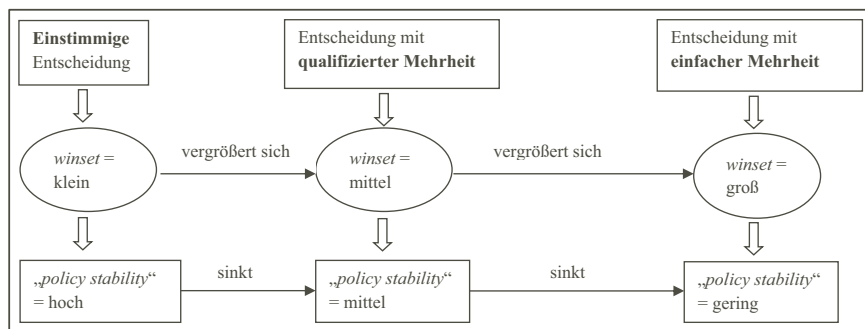 Einstimmige
Entscheidung
Entscheidung mit
qualifizierter Mehrheit
Entscheidung mit
einfacher Mehrheit
winset =
klein
vergrößert sich
winset =
mittel
vergrößert sich
winset =
groß
„policy stability“
= hoch
sinkt
„policy stability“
= mittel
sinkt
„policy stability“
= gering